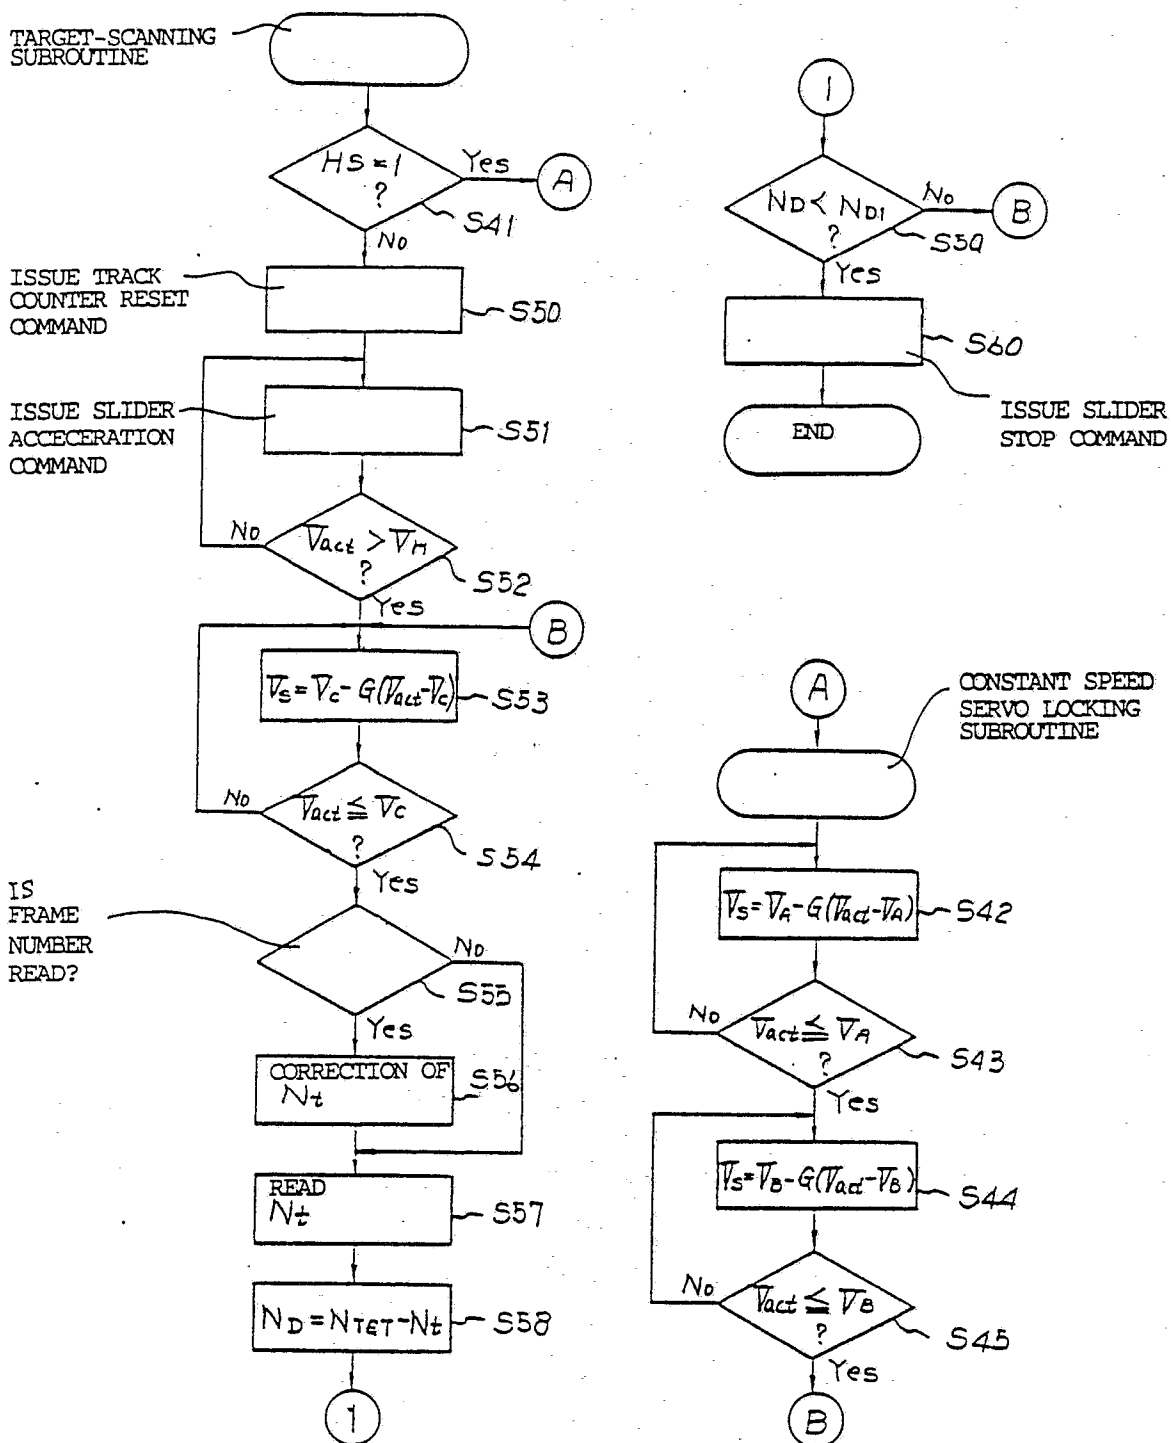 TARGET-SCANNING
SUBROUTINE
HS = 1
?
Yes
A
S41
No
ISSUE TRACK
COUNTER RESET
COMMAND
S50
ISSUE SLIDER
ACCECERATION
COMMAND
S51
No
Vact > VM
?
S52
Yes
B
VS = VC - G(Vact - VC)
S53
No
Vact ≦ VC
?
S54
Yes
IS
FRAME
NUMBER
READ?
No
S55
Yes
CORRECTION OF
Nt
S56
READ
Nt
S57
ND = NTET - Nt
S58
1
1
ND < ND1
?
No
B
S59
Yes
S60
ISSUE SLIDER
STOP COMMAND
END
A
CONSTANT SPEED
SERVO LOCKING
SUBROUTINE
VS = VA - G(Vact - VA)
S42
No
Vact ≦ VA
?
S43
Yes
VS = VB - G(Vact - VB)
S44
No
Vact ≦ VB
?
S45
Yes
B